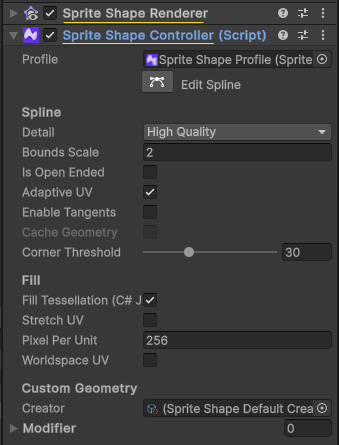 Sprite Shape Renderer
Sprite Shape Controller (Script)
Profile Sprite Shape Profile (Sprite
Edit Spline
Spline
Detail High Quality
Bounds Scale 2
Is Open Ended
Adaptive UV
Enable Tangents
Cache Geometry
Corner Threshold 30
Fill
Fill Tessellation (C# J
Stretch UV
Pixel Per Unit 256
Worldspace UV
Custom Geometry
Creator (Sprite Shape Default Crea
Modifier 0